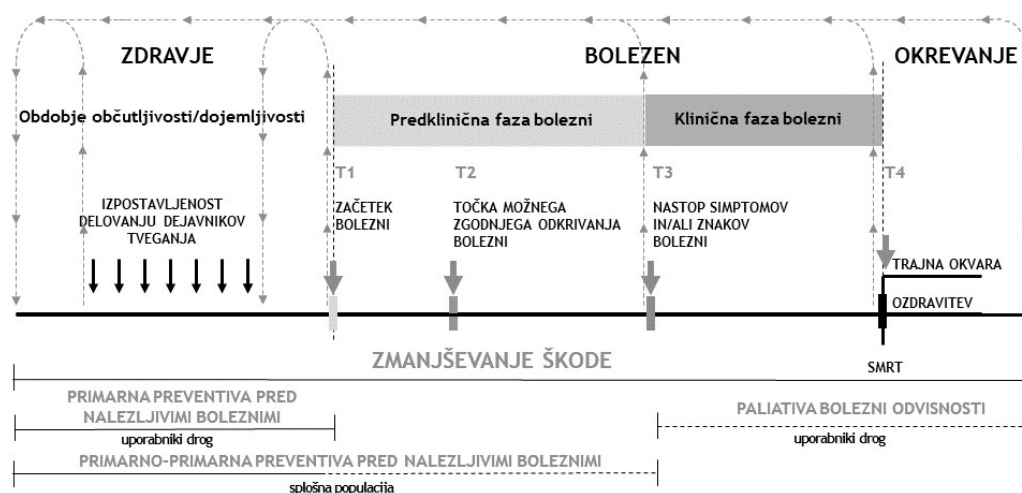 ZDRAVJE
BOLEZEN
OKREVANJE
Obdobje občutljivosti/dojemljivosti
Predklinična faza bolezni
Klinična faza bolezni
T1
T2
T3
T4
IZPOSTAVLJENOST
DELOVANJU DEJAVNIKOV
TVEGANJA
ZAČETEK
BOLEZNI
TOČKA MOŽNEGA
ZGODNJEGA ODKRIVANJA
BOLEZNI
NASTOP SIMPTOMOV
IN/ALI ZNAKOV
BOLEZNI
TRAJNA OKVARA
OZDRAVITEV
SMRT
ZMANJŠEVANJE ŠKODE
PRIMARNA PREVENTIVA PRED
NALEZLJIVIMI BOLEZNIMI
uporabniki drog
PALIATIVA BOLEZNI ODVISNOSTI
uporabniki drog
PRIMARNO-PRIMARNA PREVENTIVA PRED NALEZLJIVIMI BOLEZNIMI
splošna populacija